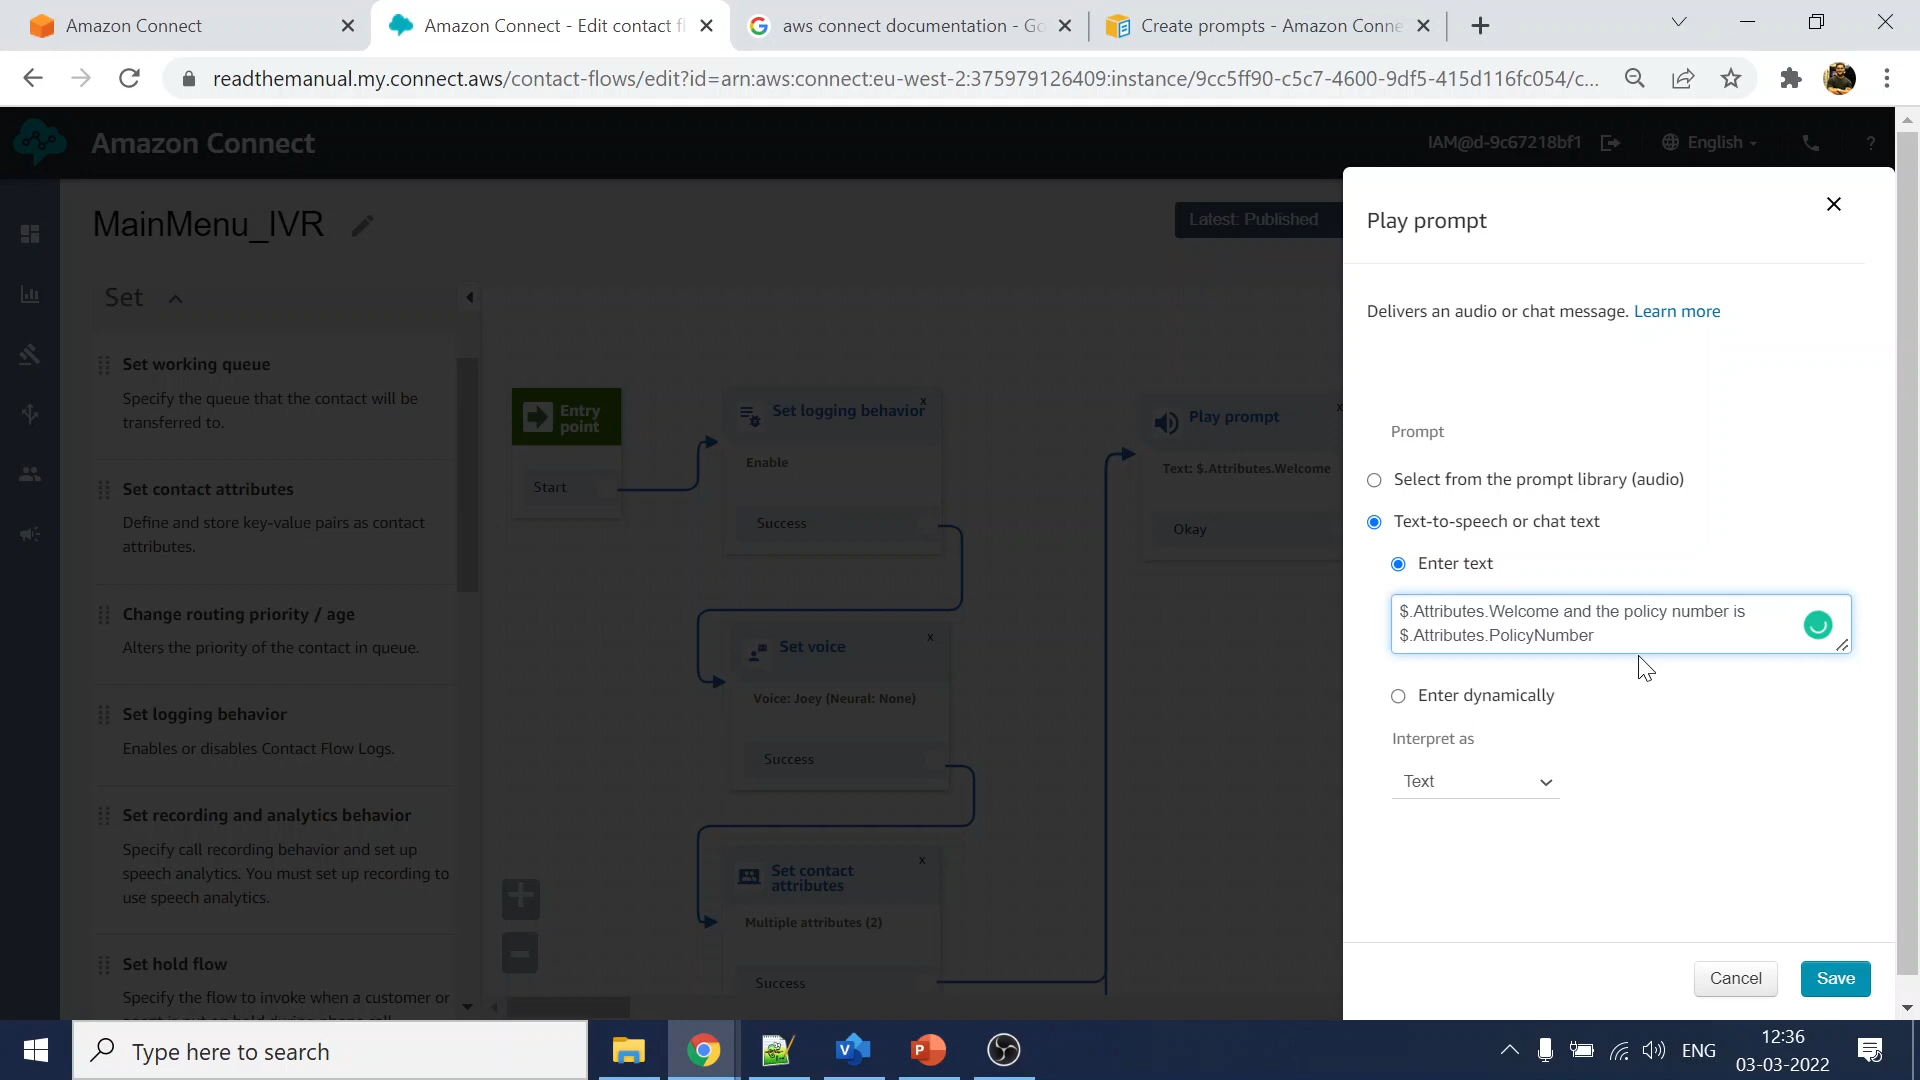 Amazon Connect
Amazon Connect - Edit contact fl
aws connect documentation - Go
Create prompts - Amazon Conne
readthemanual.my.connect.aws/contact-flows/edit?id=arn:aws:connect:eu-west-2:375979126409:instance/9cc5ff90-c5c7-4600-9df5-415d116fc054/c...
Amazon Connect
IAM@d-9c67218bf1
English
?
MainMenu_IVR
Latest: Published
Set
Set working queue
Specify the queue that the contact will be
transferred to.
Set contact attributes
Define and store key-value pairs as contact
attributes.
Change routing priority / age
Alters the priority of the contact in queue.
Set logging behavior
Enables or disables Contact Flow Logs.
Set recording and analytics behavior
Specify call recording behavior and set up
speech analytics. You must set up recording to
use speech analytics.
Set hold flow
Specify the flow to invoke when a customer or
Entry
point
Start
Set logging behavior
x
Enable
Success
Set voice
x
Voice: Joey (Neural: None)
Success
Set contact
attributes
x
Multiple attributes (2)
Success
Play prompt
x
Text: $.Attributes.Welcome
Okay
Play prompt
Delivers an audio or chat message. Learn more
Prompt
Select from the prompt library (audio)
Text-to-speech or chat text
Enter text
$.Attributes.Welcome and the policy number is
$.Attributes.PolicyNumber
Enter dynamically
Interpret as
Text
Cancel
Save
Type here to search
ENG
12:36
03-03-2022